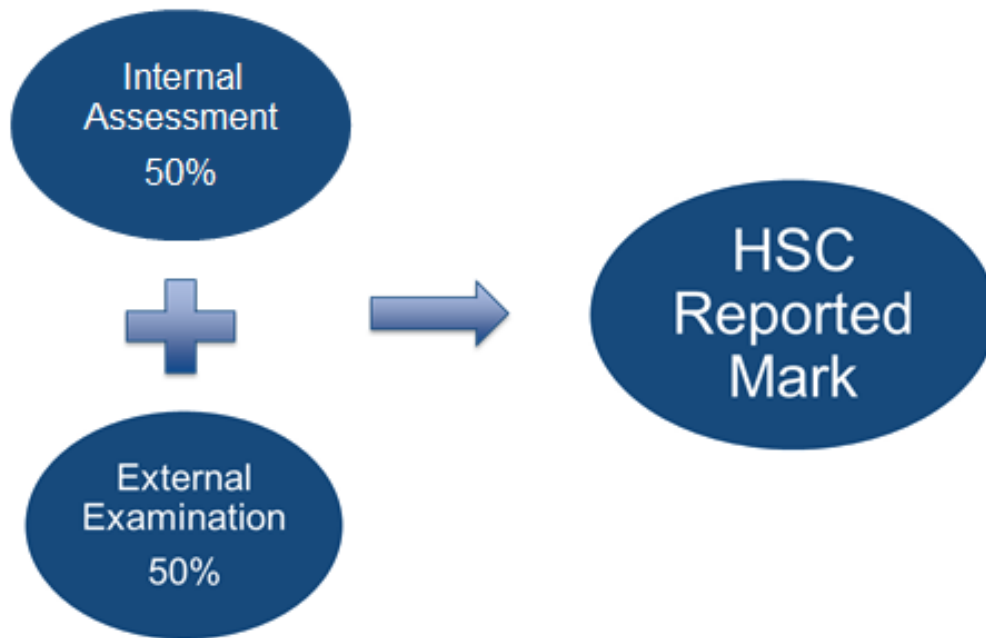 Internal
Assessment
50%
External
Examination
50%
HSC
Reported
Mark